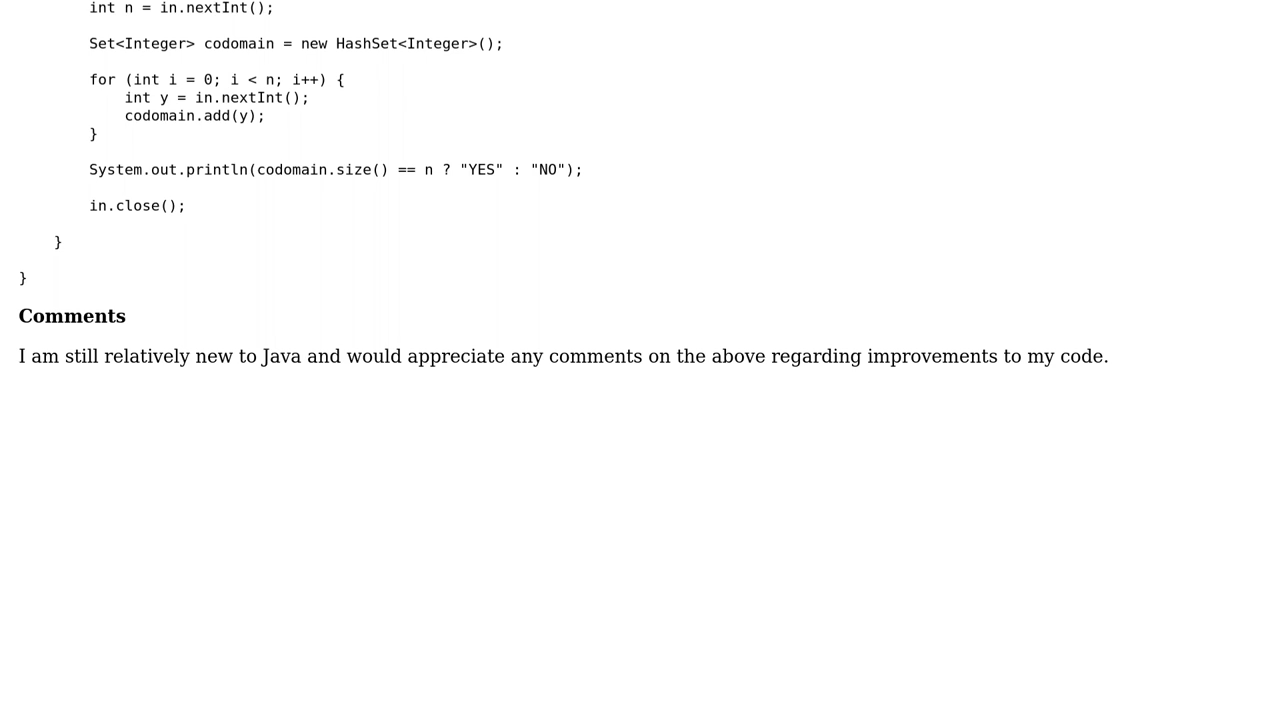 int n = in.nextInt();
Set<Integer> codomain = new HashSet<Integer>();
for (int i = 0; i < n; i++) {
int y = in.nextInt();
codomain.add(y);
}
System.out.println(codomain.size() == n ? "YES" : "NO");
in.close();
}
}
Comments
I am still relatively new to Java and would appreciate any comments on the above regarding improvements to my code.